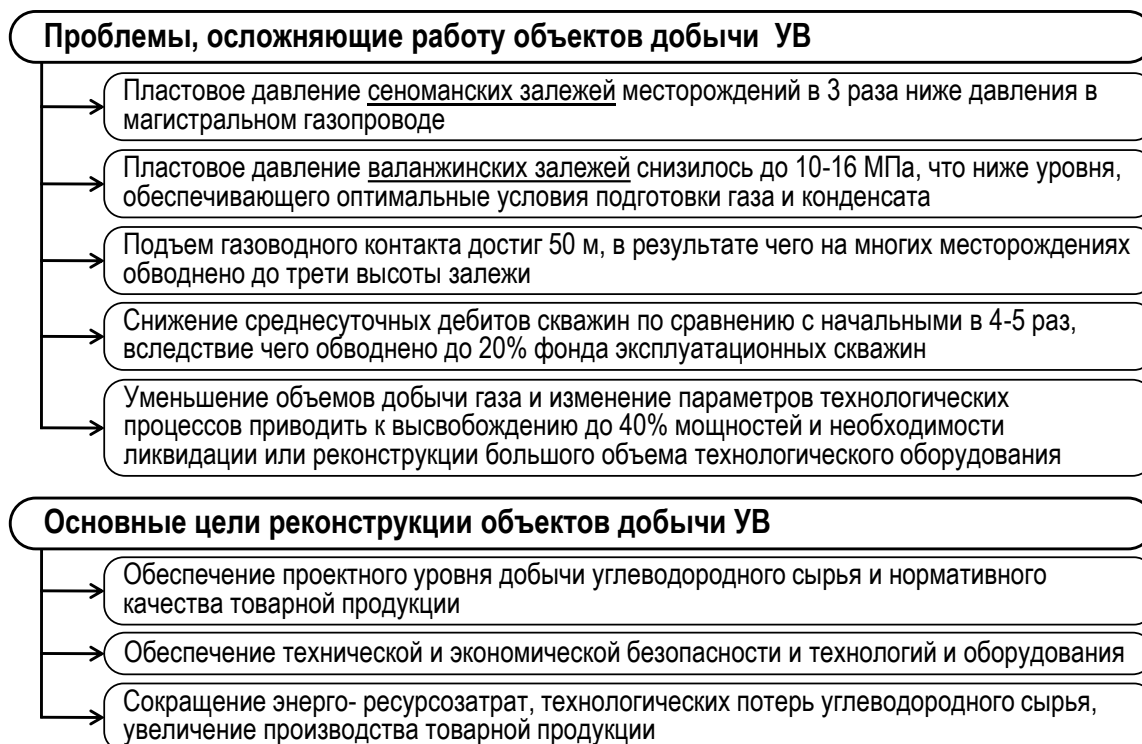 Проблемы, осложняющие работу объектов добычи УВ
Пластовое давление сеноманских залежей месторождений в 3 раза ниже давления в
магистральном газопроводе
Пластовое давление валанжинских залежей снизилось до 10-16 МПа, что ниже уровня,
обеспечивающего оптимальные условия подготовки газа и конденсата
Подъем газоводного контакта достиг 50 м, в результате чего на многих месторождениях
обводнено до трети высоты залежи
Снижение среднесуточных дебитов скважин по сравнению с начальными в 4-5 раз,
вследствие чего обводнено до 20% фонда эксплуатационных скважин
Уменьшение объемов добычи газа и изменение параметров технологических
процессов приводить к высвобождению до 40% мощностей и необходимости
ликвидации или реконструкции большого объема технологического оборудования
Основные цели реконструкции объектов добычи УВ
Обеспечение проектного уровня добычи углеводородного сырья и нормативного
качества товарной продукции
Обеспечение технической и экономической безопасности и технологий и оборудования
Сокращение энерго- ресурсозатрат, технологических потерь углеводородного сырья,
увеличение производства товарной продукции